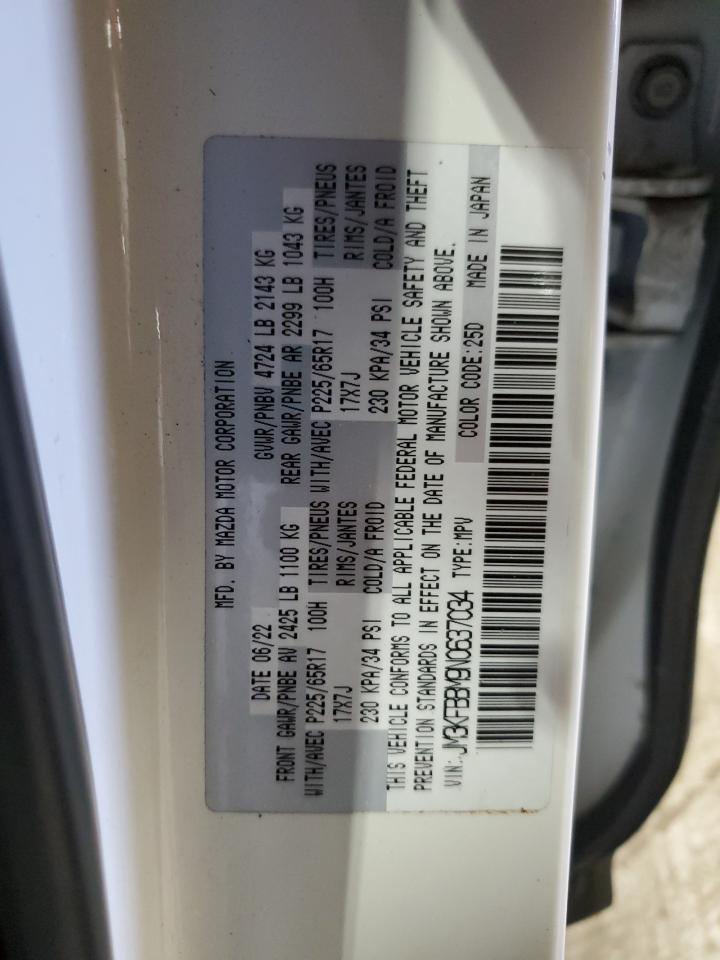 MFD. BY MAZDA MOTOR CORPORATION
DATE 06/22 GVWR/PNBV 4724 LB 2143 KG
FRONT GAWR/PNBE AV 2425 LB 1100 KG REAR GAWR/PNBE AR 2299 LB 1043 KG
WITH/AVEC P225/65R17 100H TIRES/PNEUS WITH/AVEC P225/65R17 100H TIRES/PNEUS
17X7J RIMS/JANTES 17X7J RIMS/JANTES
230 KPA/34 PSI COLD/A FROID 230 KPA/34 PSI COLD/A FROID
THIS VEHICLE CONFORMS TO ALL APPLICABLE FEDERAL MOTOR VEHICLE SAFETY AND THEFT
PREVENTION STANDARDS IN EFFECT ON THE DATE OF MANUFACTURE SHOWN ABOVE.
VIN: JM3KFBBM9N0637034 TYPE:MPV COLOR CODE:25D MADE IN JAPAN